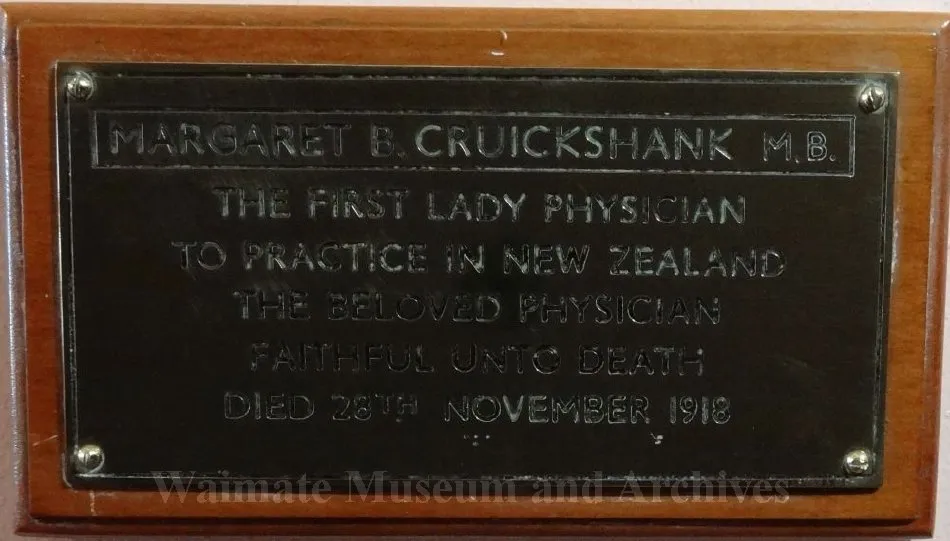 MARGARET B. CRUICKSHANK M.B.
THE FIRST LADY PHYSICIAN
TO PRACTICE IN NEW ZEALAND
THE BELOVED PHYSICIAN
FAITHFUL UNTO DEATH
DIED 28TH NOVEMBER 1918
Waimate Museum and Archives